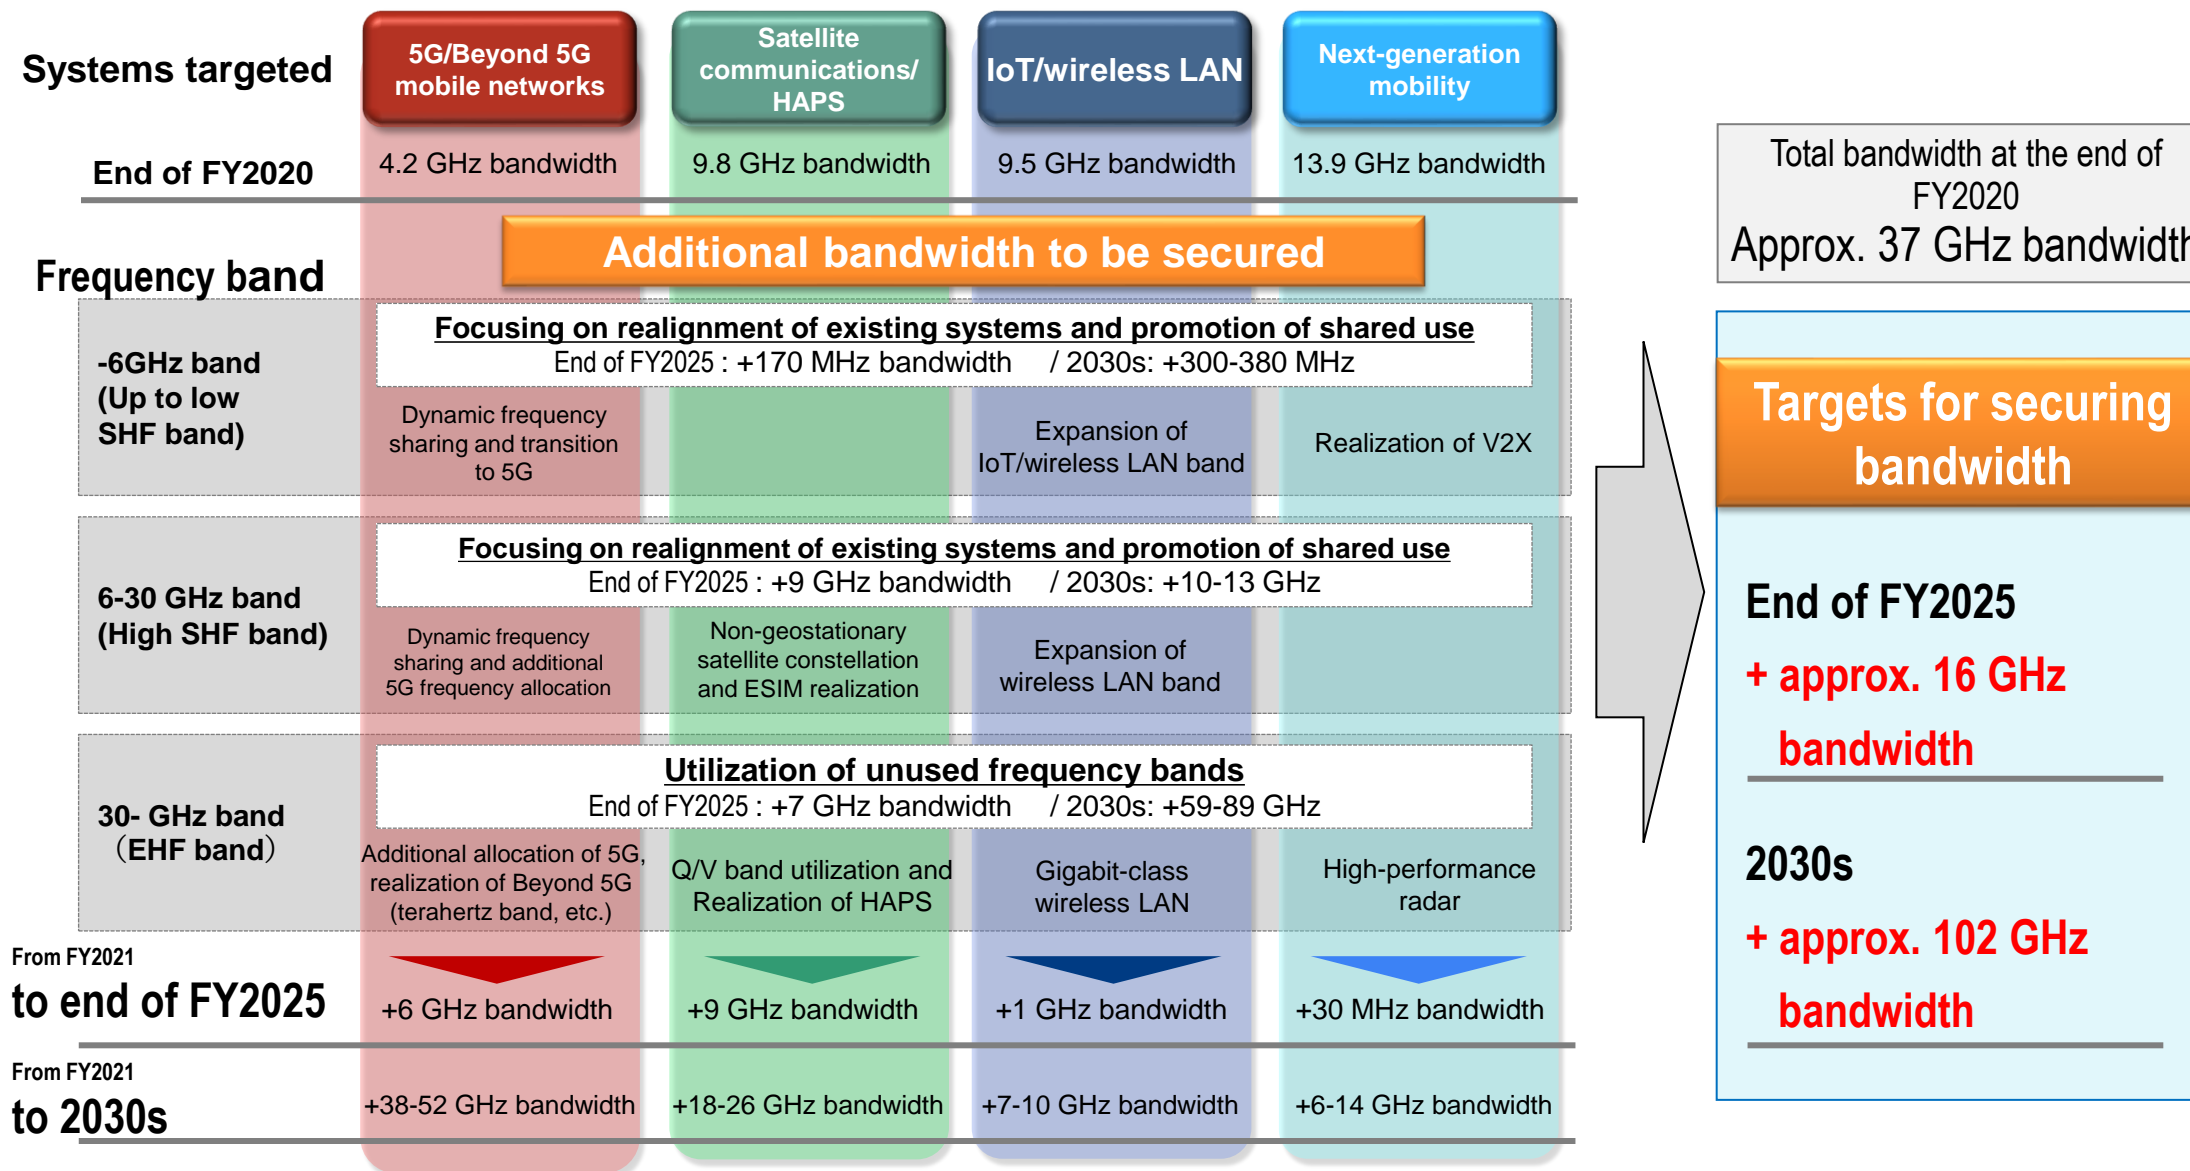 Systems targeted
5G/Beyond 5G
mobile networks
Satellite
communications/
HAPS
IoT/wireless LAN
Next-generation
mobility
End of FY2020
4.2 GHz bandwidth
9.8 GHz bandwidth
9.5 GHz bandwidth
13.9 GHz bandwidth
Additional bandwidth to be secured
Frequency band
-6GHz band
(Up to low
SHF band)
Focusing on realignment of existing systems and promotion of shared use
End of FY2025 : +170 MHz bandwidth / 2030s: +300-380 MHz
Dynamic frequency
sharing and transition
to 5G
Expansion of
IoT/wireless LAN band
Realization of V2X
6-30 GHz band
(High SHF band)
Focusing on realignment of existing systems and promotion of shared use
End of FY2025 : +9 GHz bandwidth / 2030s: +10-13 GHz
Dynamic frequency
sharing and additional
5G frequency allocation
Non-geostationary
satellite constellation
and ESIM realization
Expansion of
wireless LAN band
30- GHz band
（EHF band）
Utilization of unused frequency bands
End of FY2025 : +7 GHz bandwidth / 2030s: +59-89 GHz
Additional allocation of 5G,
realization of Beyond 5G
(terahertz band, etc.)
Q/V band utilization and
Realization of HAPS
Gigabit-class
wireless LAN
High-performance
radar
From FY2021
to end of FY2025
+6 GHz bandwidth
+9 GHz bandwidth
+1 GHz bandwidth
+30 MHz bandwidth
From FY2021
to 2030s
+38-52 GHz bandwidth
+18-26 GHz bandwidth
+7-10 GHz bandwidth
+6-14 GHz bandwidth
Total bandwidth at the end of
FY2020
Approx. 37 GHz bandwidth
Targets for securing
bandwidth
End of FY2025
+ approx. 16 GHz
bandwidth
2030s
+ approx. 102 GHz
bandwidth